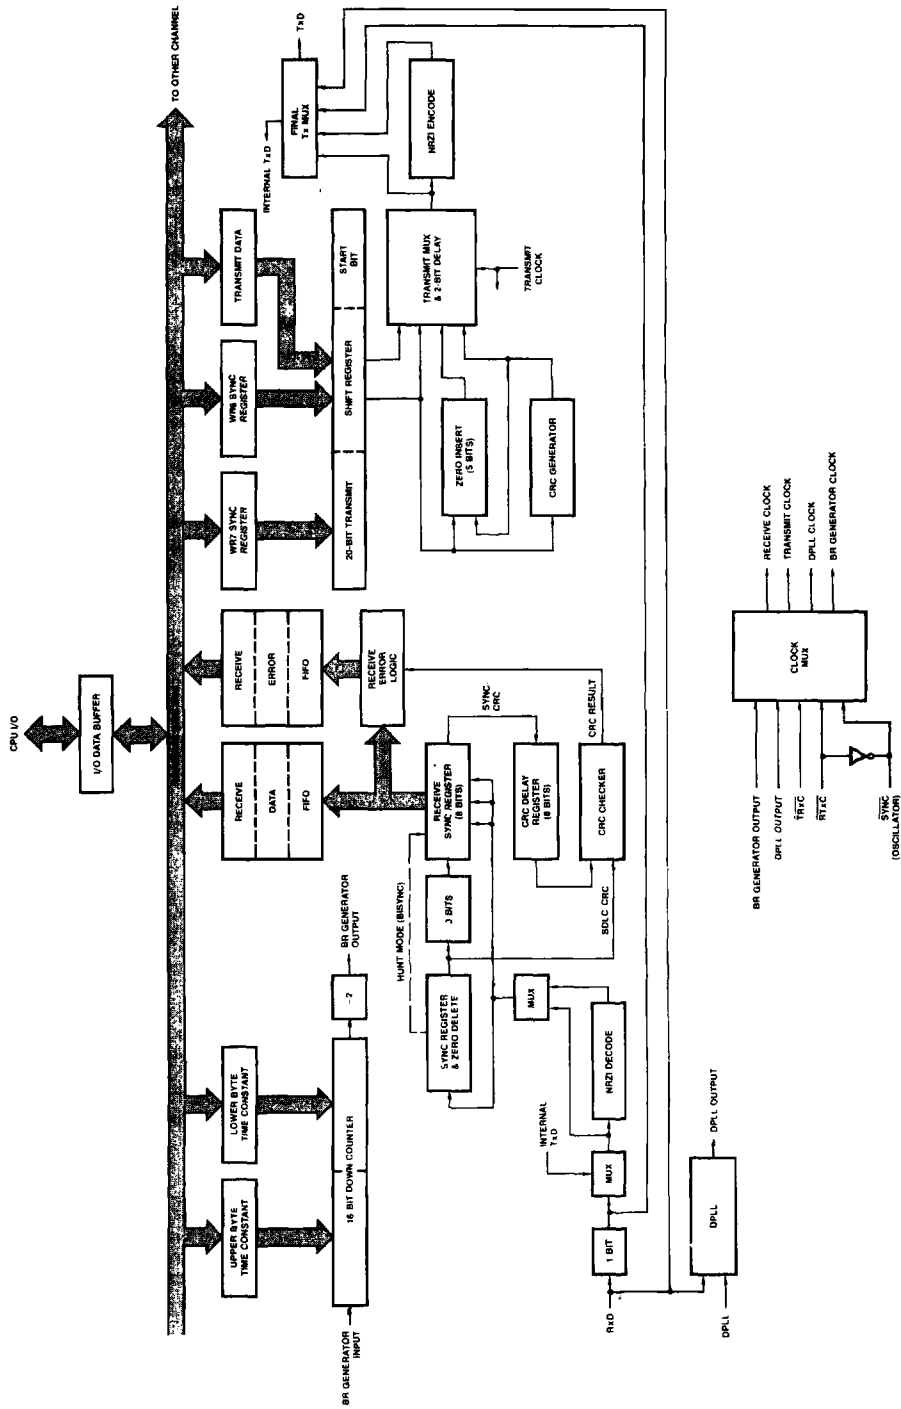 CPU I/O
I/O DATA BUFFER
TO OTHER CHANNEL
UPPER BYTE
TIME CONSTANT
LOWER BYTE
TIME CONSTANT
RECEIVE
DATA
FIFO
RECEIVE
ERROR
FIFO
WR7 SYNC
REGISTER
WR6 SYNC
REGISTER
TRANSMIT DATA
BR GENERATOR
INPUT
16 BIT DOWN COUNTER
BR GENERATOR
OUTPUT
RECEIVE
ERROR
LOGIC
20-BIT TRANSMIT
SHIFT REGISTER
START
BIT
INTERNAL TxD
FINAL
Tx MUX
TxD
HUNT MODE (BISYNC)
SYNC REGISTER
& ZERO DELETE
3 BITS
RECEIVE
SYNC REGISTER
(8 BITS)
SYNC
CRC
CRC DELAY
REGISTER
(8 BITS)
CRC RESULT
CRC CHECKER
SDLC CRC
TRANSMIT MUX
& 2-BIT DELAY
NRZI ENCODE
ZERO INSERT
(5 BITS)
TRANSMIT
CLOCK
CRC GENERATOR
INTERNAL
TxD
MUX
NRZI DECODE
MUX
1 BIT
RxD
DPLL
DPLL
DPLL OUTPUT
BR GENERATOR OUTPUT
DPLL OUTPUT
TRxC
RTxC
SYNC
(OSCILLATOR)
CLOCK
MUX
RECEIVE CLOCK
TRANSMIT CLOCK
DPLL CLOCK
BR GENERATOR CLOCK